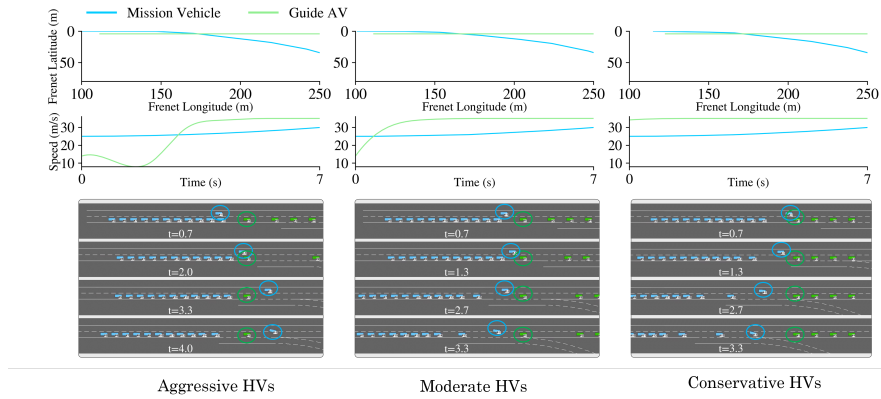 Mission Vehicle Guide AV
Frenet Latitude (m)
0
50
100 150 200 250
Frenet Longitude (m)
0
50
100 150 200 250
Frenet Longitude (m)
0
50
100 150 200 250
Frenet Longitude (m)
Speed (m/s)
30
20
10
0 7
Time (s)
30
20
10
0 7
Time (s)
30
20
10
0 7
Time (s)
t=0.7
t=2.0
t=3.3
t=4.0
t=0.7
t=1.3
t=2.7
t=3.3
t=0.7
t=1.3
t=2.7
t=3.3
Aggressive HVs
Moderate HVs
Conservative HVs